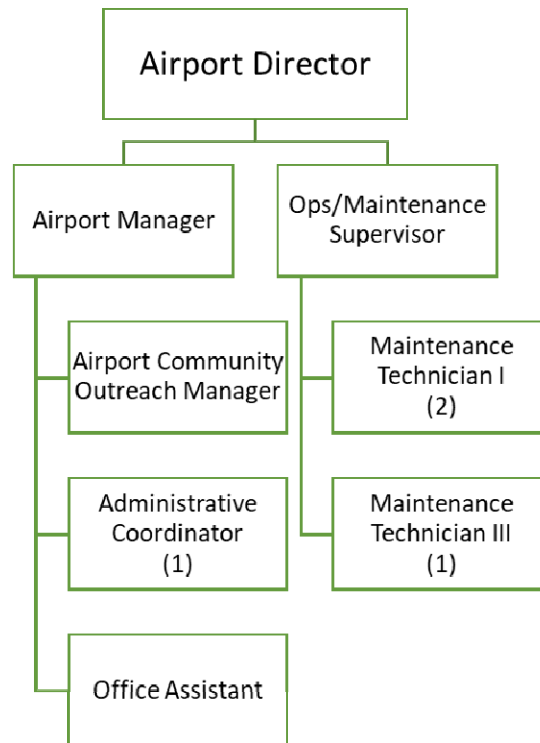 Airport Director
Airport Manager
Ops/Maintenance
Supervisor
Airport Community
Outreach Manager
Maintenance
Technician I
(2)
Administrative
Coordinator
(1)
Maintenance
Technician III
(1)
Office Assistant